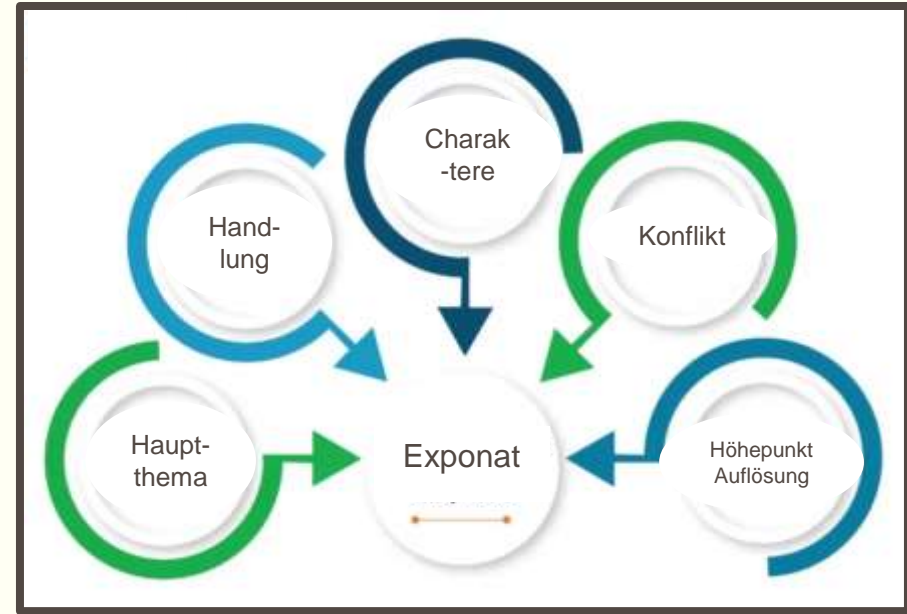 Charak
-tere
Hand-
lung
Konflikt
Haupt-
thema
Exponat
Höhepunkt
Auflösung